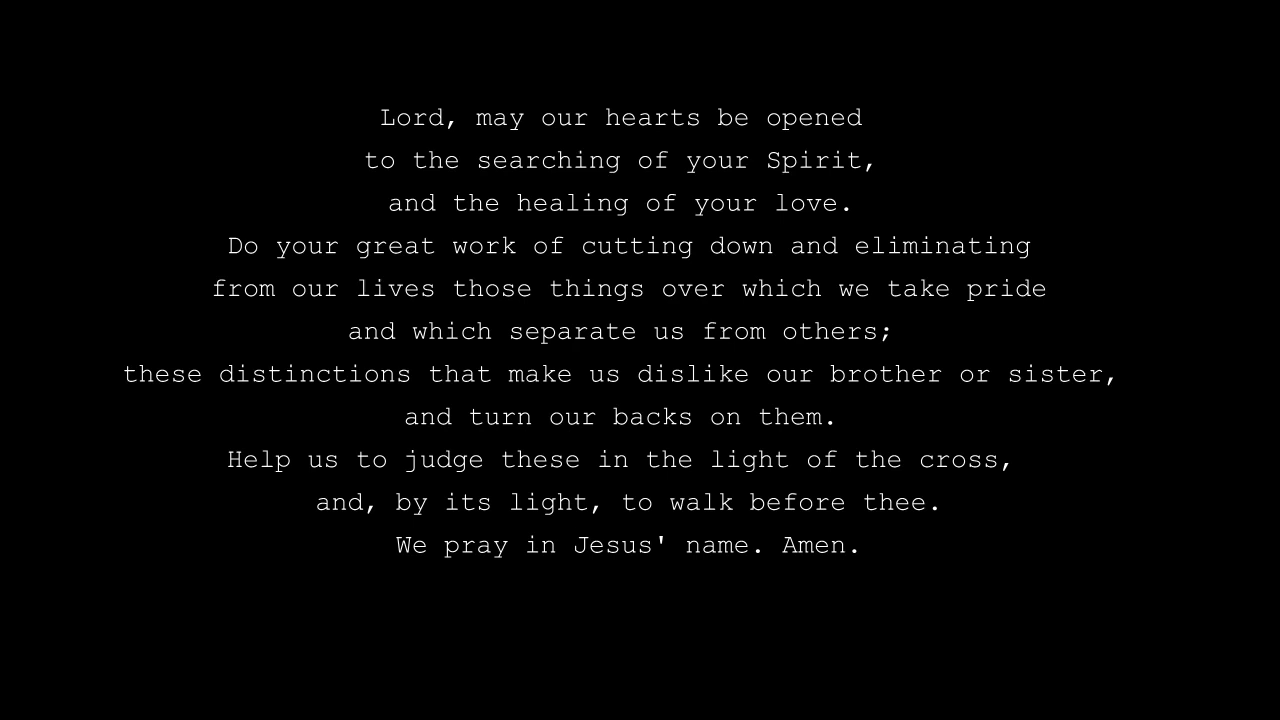 Lord, may our hearts be opened
to the searching of your Spirit,
and the healing of your love.
Do your great work of cutting down and eliminating
from our lives those things over which we take pride
and which separate us from others;
these distinctions that make us dislike our brother or sister,
and turn our backs on them.
Help us to judge these in the light of the cross,
and, by its light, to walk before thee.
We pray in Jesus' name. Amen.